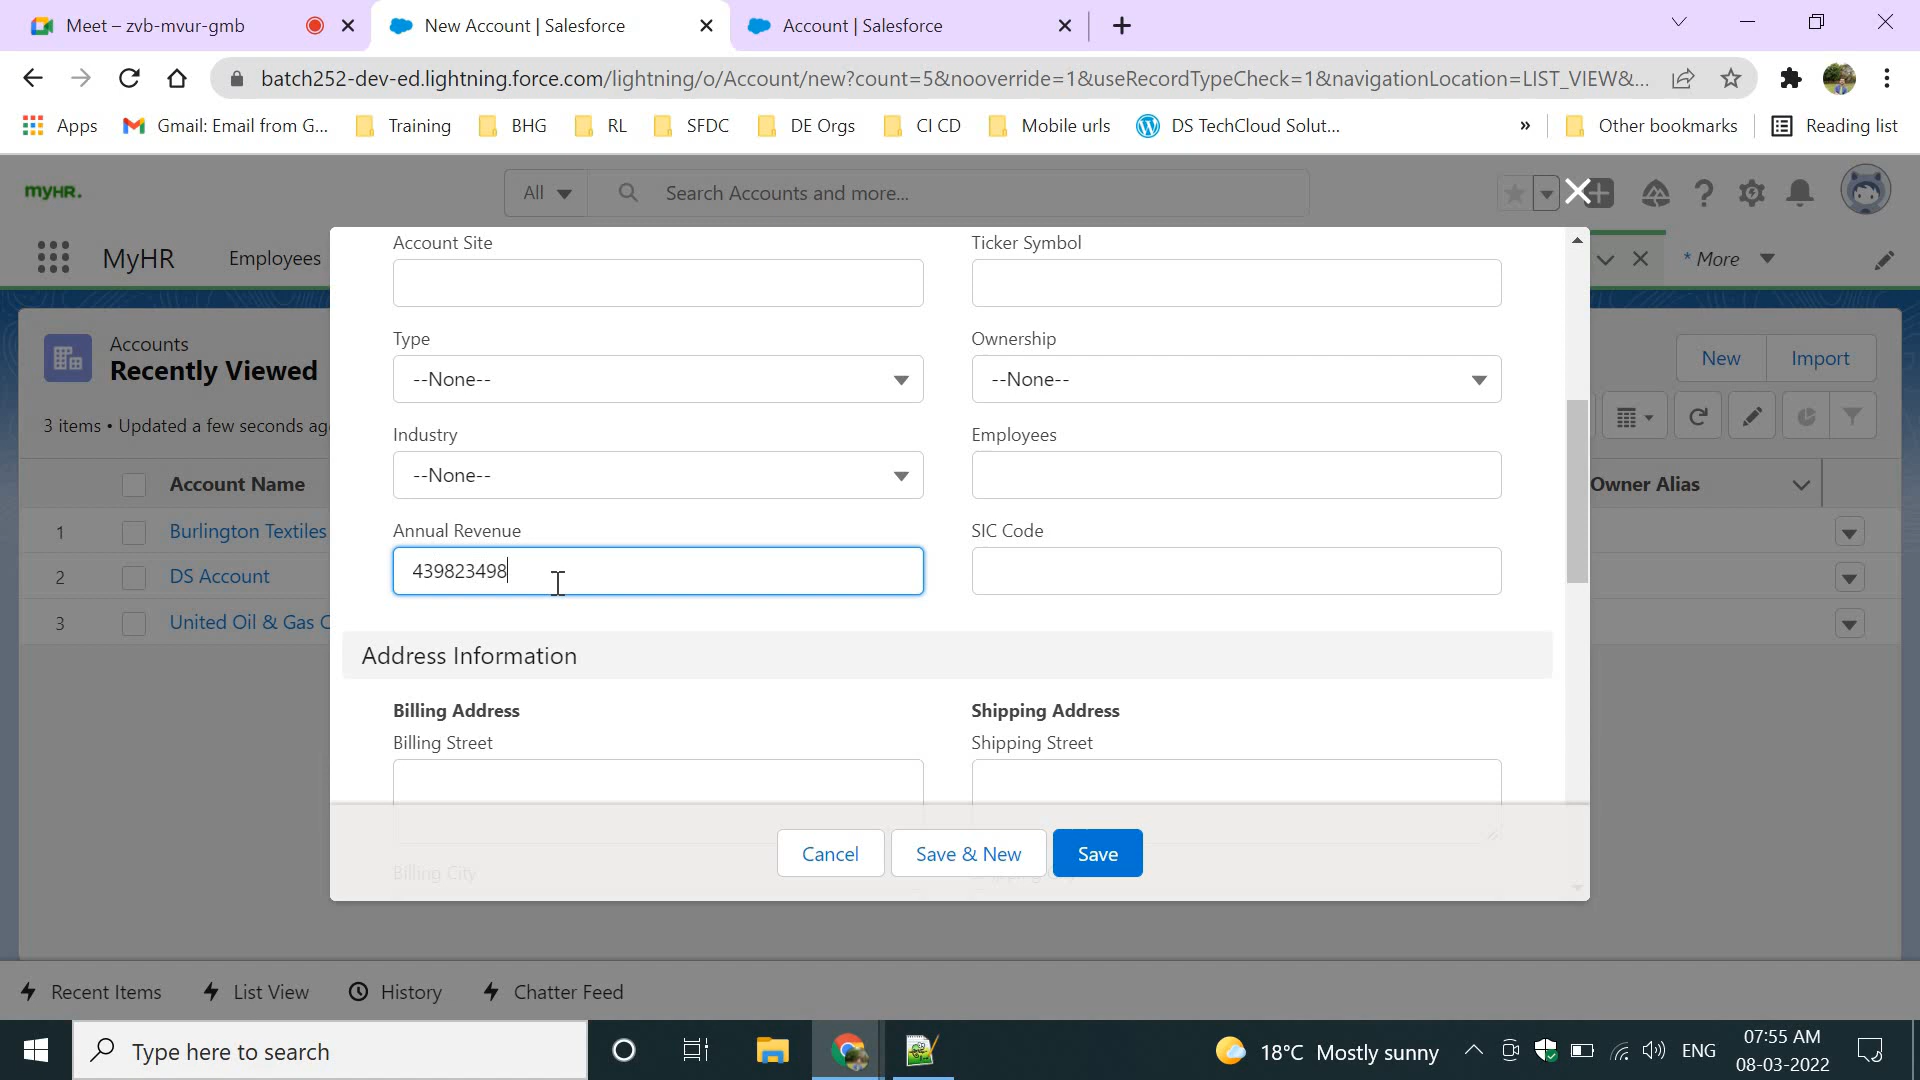 Meet – zvb-mvur-gmb
New Account | Salesforce
Account | Salesforce
batch252-dev-ed.lightning.force.com/lightning/o/Account/new?count=5&nooverride=1&useRecordTypeCheck=1&navigationLocation=LIST_VIEW&...
Apps
Gmail: Email from G...
Training
BHG
RL
SFDC
DE Orgs
CI CD
Mobile urls
DS TechCloud Solut...
»
Other bookmarks
Reading list
myHR.
All
Search Accounts and more...
MyHR
Employees
* More
Accounts
Recently Viewed
New
Import
3 items • Updated a few seconds ag
Account Name
Owner Alias
1
Burlington Textiles
2
DS Account
3
United Oil & Gas C
Account Site
Ticker Symbol
Type
Ownership
--None--
--None--
Industry
Employees
--None--
Annual Revenue
SIC Code
439823498
Address Information
Billing Address
Shipping Address
Billing Street
Shipping Street
Billing City
Cancel
Save & New
Save
Recent Items
List View
History
Chatter Feed
Type here to search
18°C Mostly sunny
ENG
07:55 AM
08-03-2022